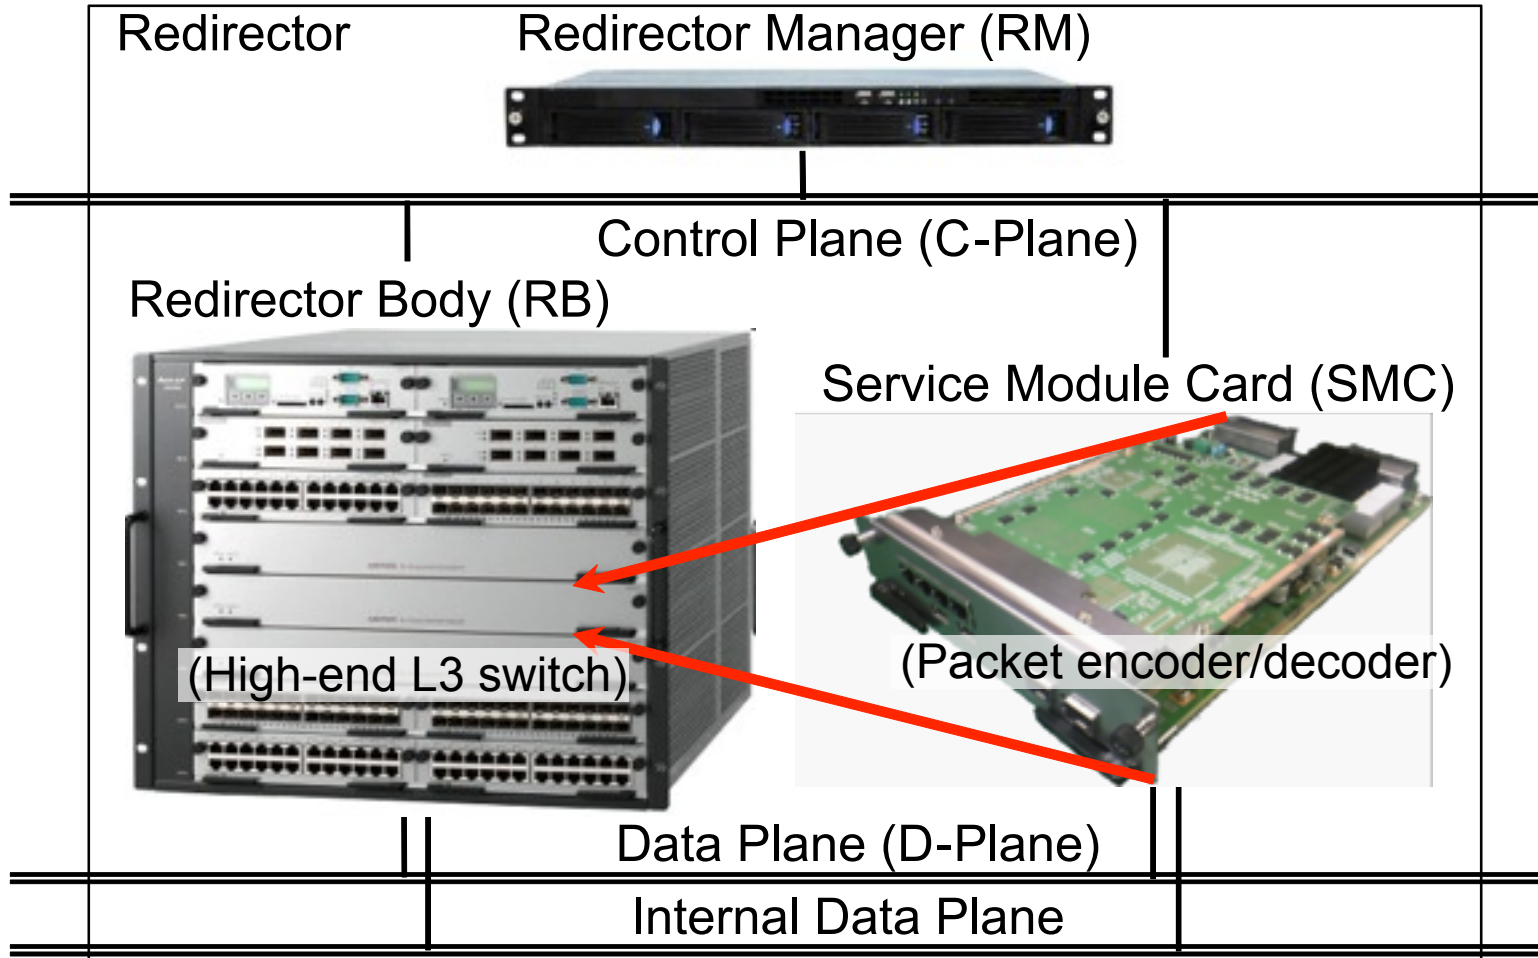 Redirector
Redirector Manager (RM)
Control Plane (C-Plane)
Redirector Body (RB)
Service Module Card (SMC)
(High-end L3 switch)
(Packet encoder/decoder)
Data Plane (D-Plane)
Internal Data Plane